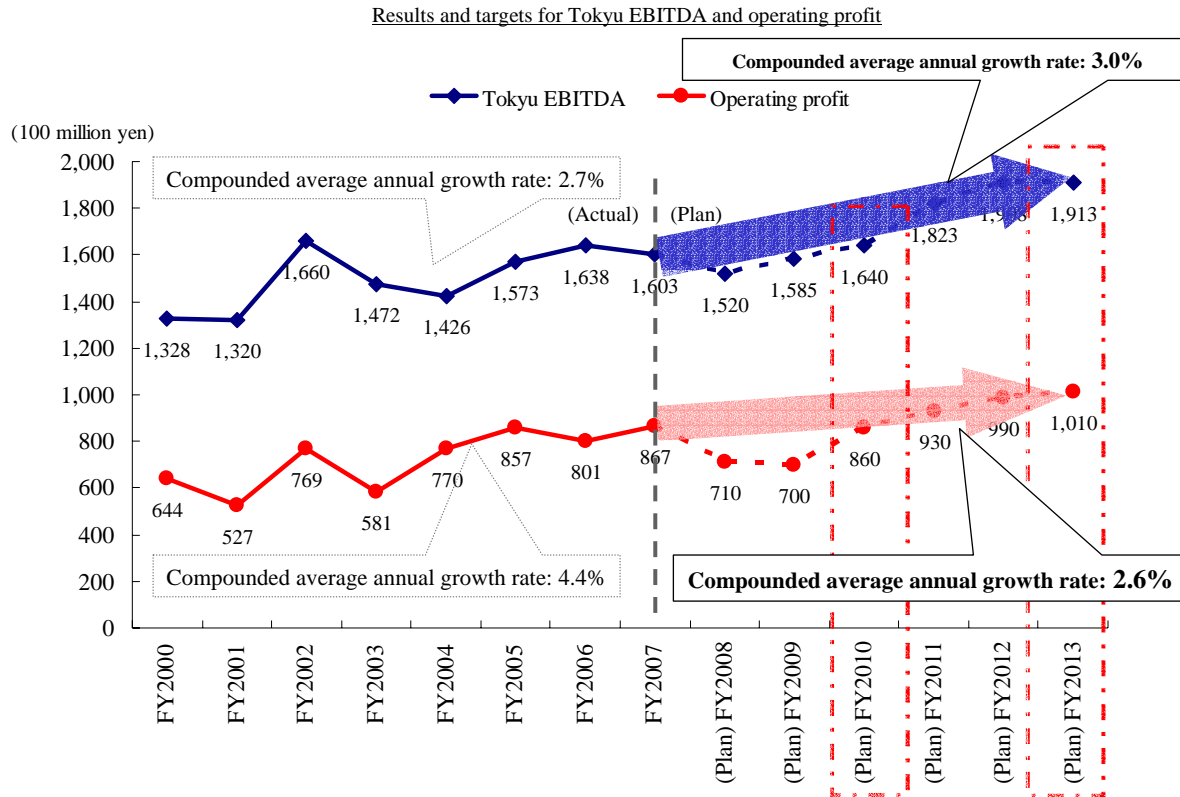 Results and targets for Tokyu EBITDA and operating profit
Compounded average annual growth rate: 3.0%
Tokyu EBITDA
Operating profit
(100 million yen)
2,000
1,800
1,600
1,400
1,200
1,000
800
600
400
200
0
Compounded average annual growth rate: 2.7%
(Actual)
(Plan)
1,328
1,320
1,660
1,472
1,426
1,573
1,638
1,603
1,520
1,585
1,640
1,823
1,913
644
527
769
581
770
857
801
867
710
700
860
930
990
1,010
Compounded average annual growth rate: 4.4%
Compounded average annual growth rate: 2.6%
FY2000
FY2001
FY2002
FY2003
FY2004
FY2005
FY2006
FY2007
(Plan) FY2008
(Plan) FY2009
(Plan) FY2010
(Plan) FY2011
(Plan) FY2012
(Plan) FY2013